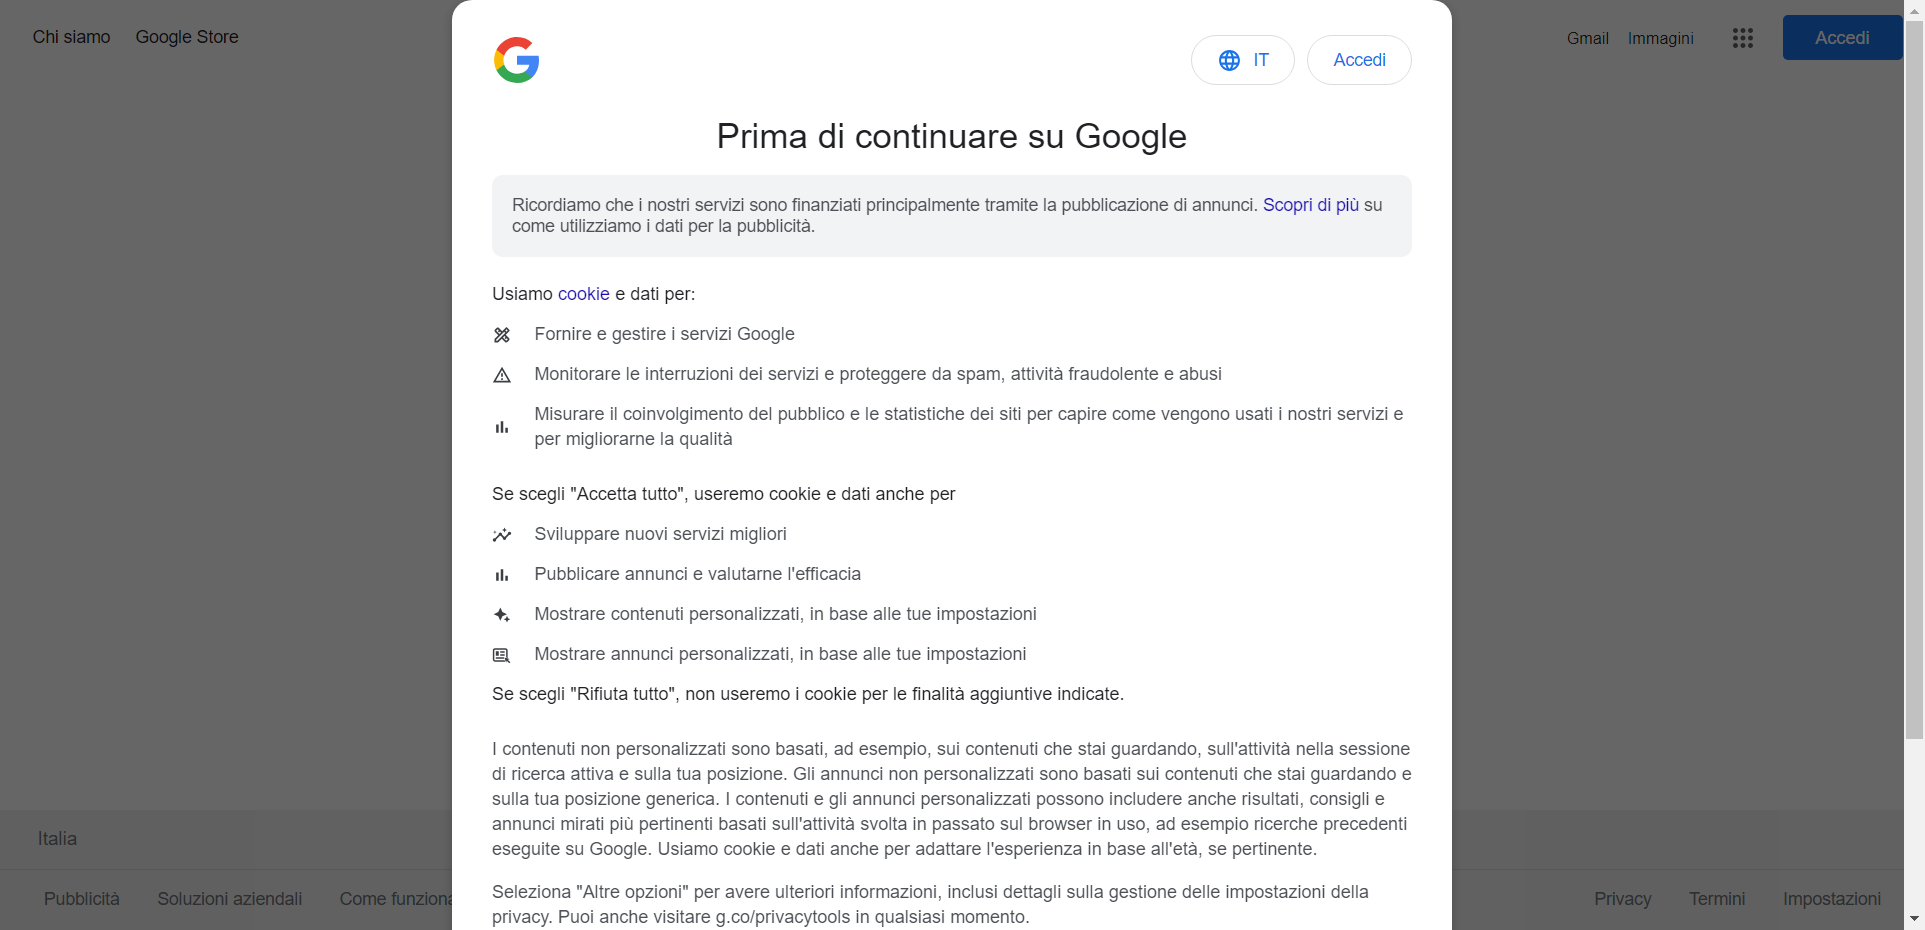 Chi siamo Google Store
Gmail Immagini Accedi
IT Accedi
Prima di continuare su Google
Ricordiamo che i nostri servizi sono finanziati principalmente tramite la pubblicazione di annunci. Scopri di più su
come utilizziamo i dati per la pubblicità.
Usiamo cookie e dati per:
Fornire e gestire i servizi Google
Monitorare le interruzioni dei servizi e proteggere da spam, attività fraudolente e abusi
Misurare il coinvolgimento del pubblico e le statistiche dei siti per capire come vengono usati i nostri servizi e
per migliorarne la qualità
Se scegli "Accetta tutto", useremo cookie e dati anche per
Sviluppare nuovi servizi migliori
Pubblicare annunci e valutarne l'efficacia
Mostrare contenuti personalizzati, in base alle tue impostazioni
Mostrare annunci personalizzati, in base alle tue impostazioni
Se scegli "Rifiuta tutto", non useremo i cookie per le finalità aggiuntive indicate.
I contenuti non personalizzati sono basati, ad esempio, sui contenuti che stai guardando, sull'attività nella sessione
di ricerca attiva e sulla tua posizione. Gli annunci non personalizzati sono basati sui contenuti che stai guardando e
sulla tua posizione generica. I contenuti e gli annunci personalizzati possono includere anche risultati, consigli e
annunci mirati più pertinenti basati sull'attività svolta in passato sul browser in uso, ad esempio ricerche precedenti
eseguite su Google. Usiamo cookie e dati anche per adattare l'esperienza in base all'età, se pertinente.
Seleziona "Altre opzioni" per avere ulteriori informazioni, inclusi dettagli sulla gestione delle impostazioni della
privacy. Puoi anche visitare g.co/privacytools in qualsiasi momento.
Italia
Pubblicità Soluzioni aziendali Come funziona
Privacy Termini Impostazioni